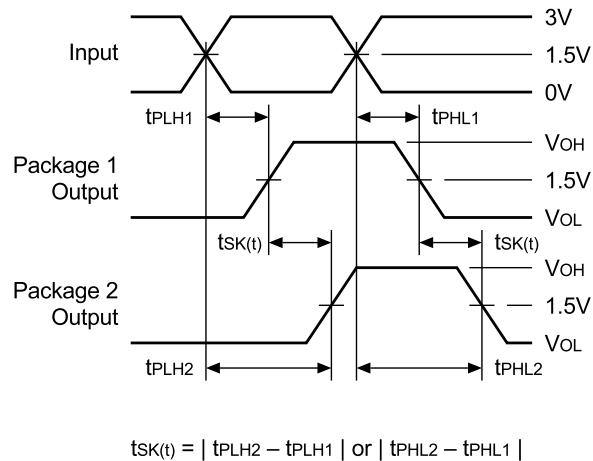 3V
Input
1.5V
0V
tPLH1
tPHL1
VOH
Package 1
Output
1.5V
VOL
tSK(t)
tSK(t)
VOH
Package 2
Output
1.5V
VOL
tPLH2
tPHL2
tSK(t) = | tPLH2 – tPLH1 | or | tPHL2 – tPHL1 |